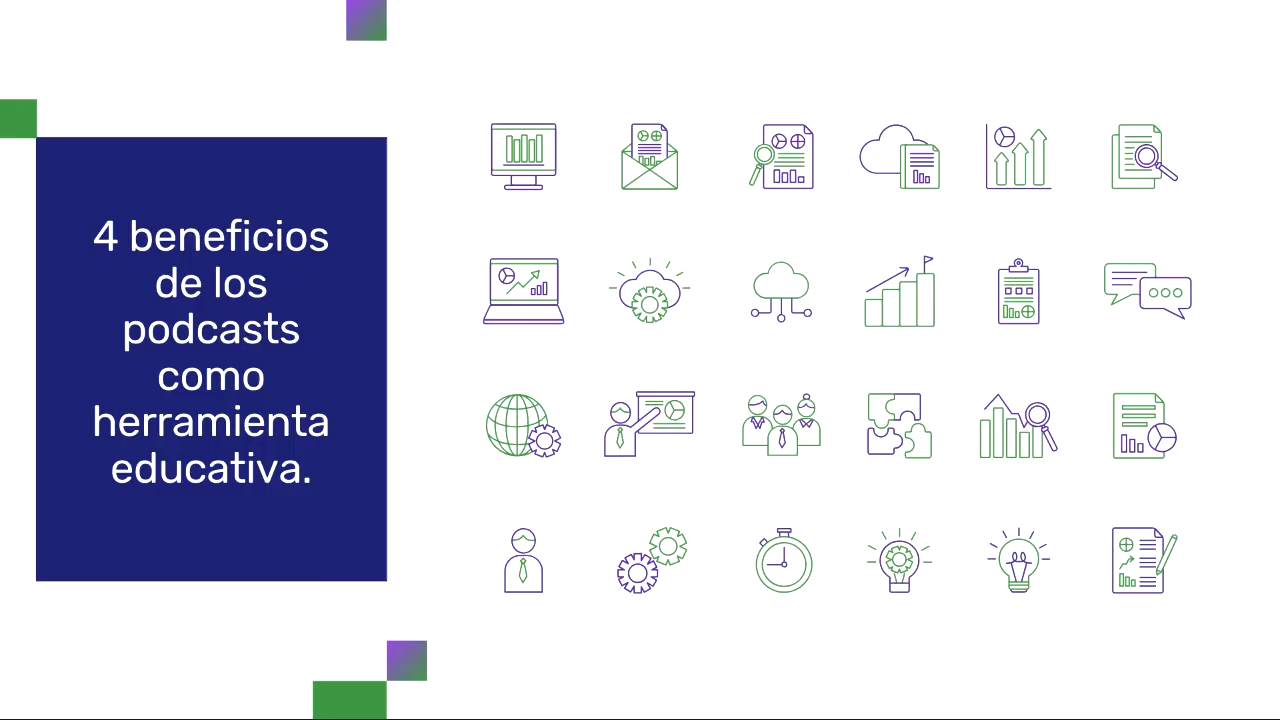 4 beneficios
de los
podcasts
como
herramienta
educativa.